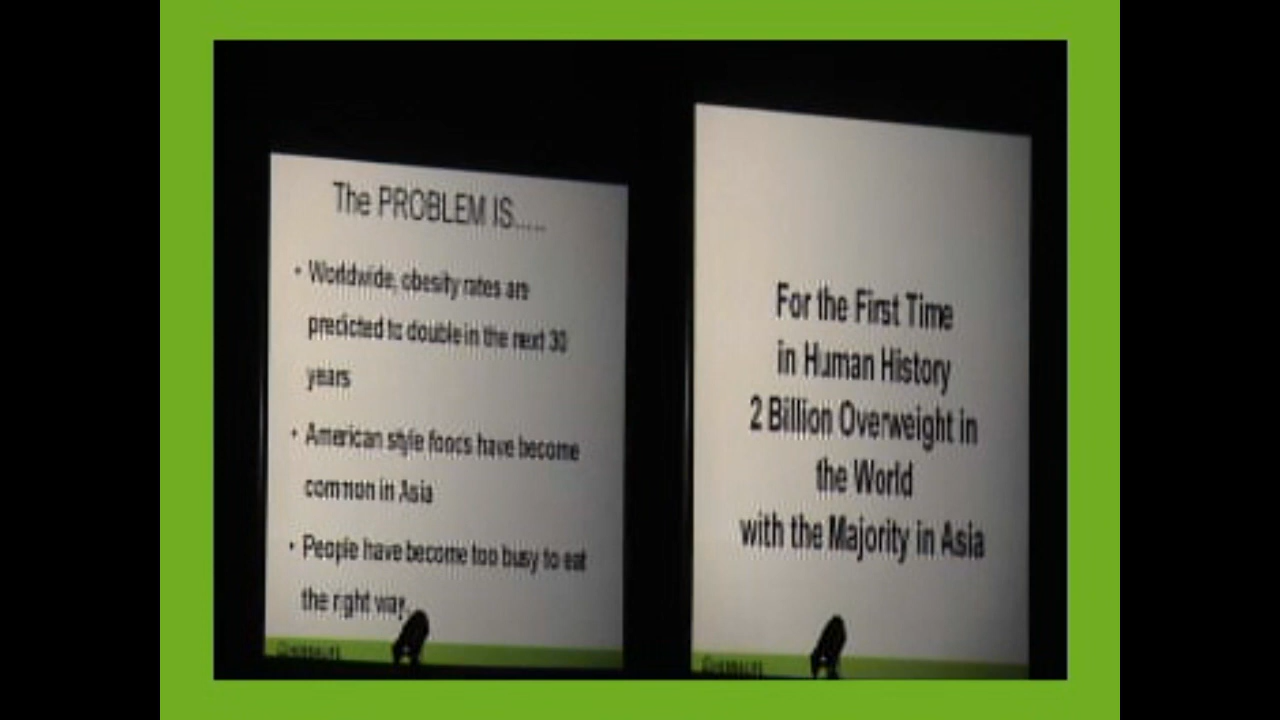 The PROBLEM IS.....
• Worldwide, obesity rates are
predicted to double in the next 30
years
• American style foods have become
common in Asia
• People have become too busy to eat
the right way.
For the First Time
in Human History
2 Billion Overweight in
the World
with the Majority in Asia